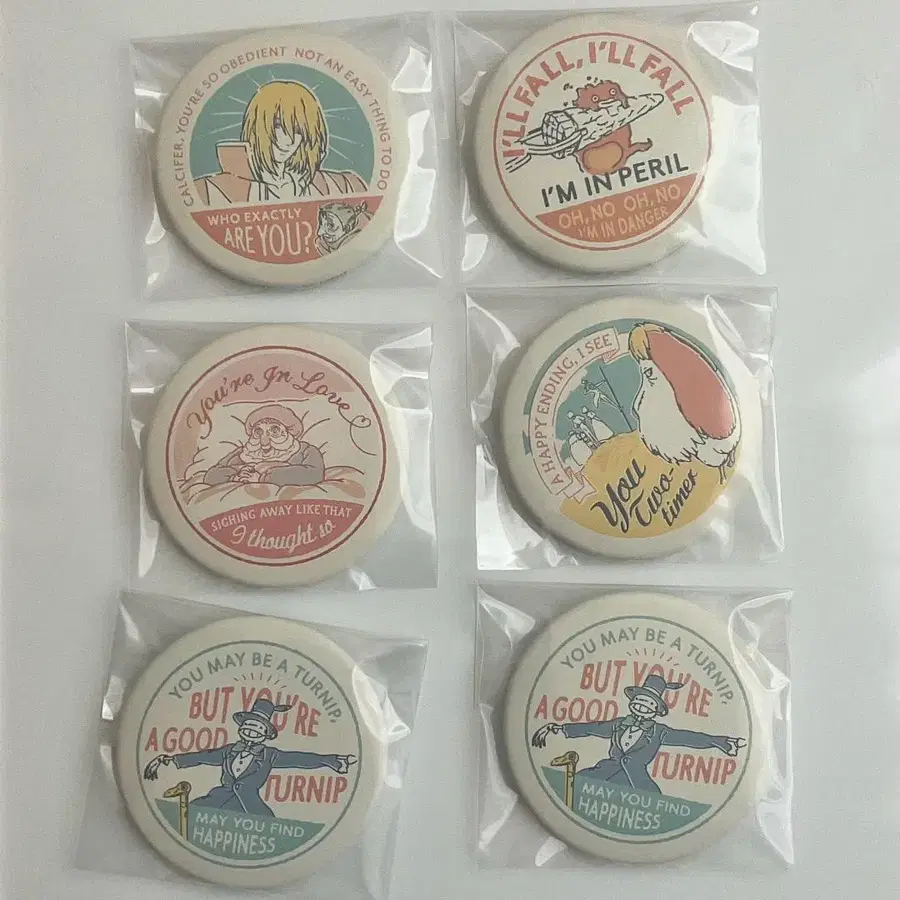 CALCIFER, YOU'RE SO OBEDIENT NOT AN EASY THING TO DO
WHO EXACTLY
ARE YOU?
I'LL FALL, I'LL FALL
I'M IN PERIL
OH, NO OH, NO
I'M IN DANGER
You're In Love
SIGHING AWAY LIKE THAT
I thought so.
A HAPPY ENDING, I SEE
You
Two-
timer
YOU MAY BE A TURNIP,
BUT YOU'RE
A GOOD
TURNIP
MAY YOU FIND
HAPPINESS
YOU MAY BE A TURNIP,
BUT YOU'RE
A GOOD
TURNIP
MAY YOU FIND
HAPPINESS